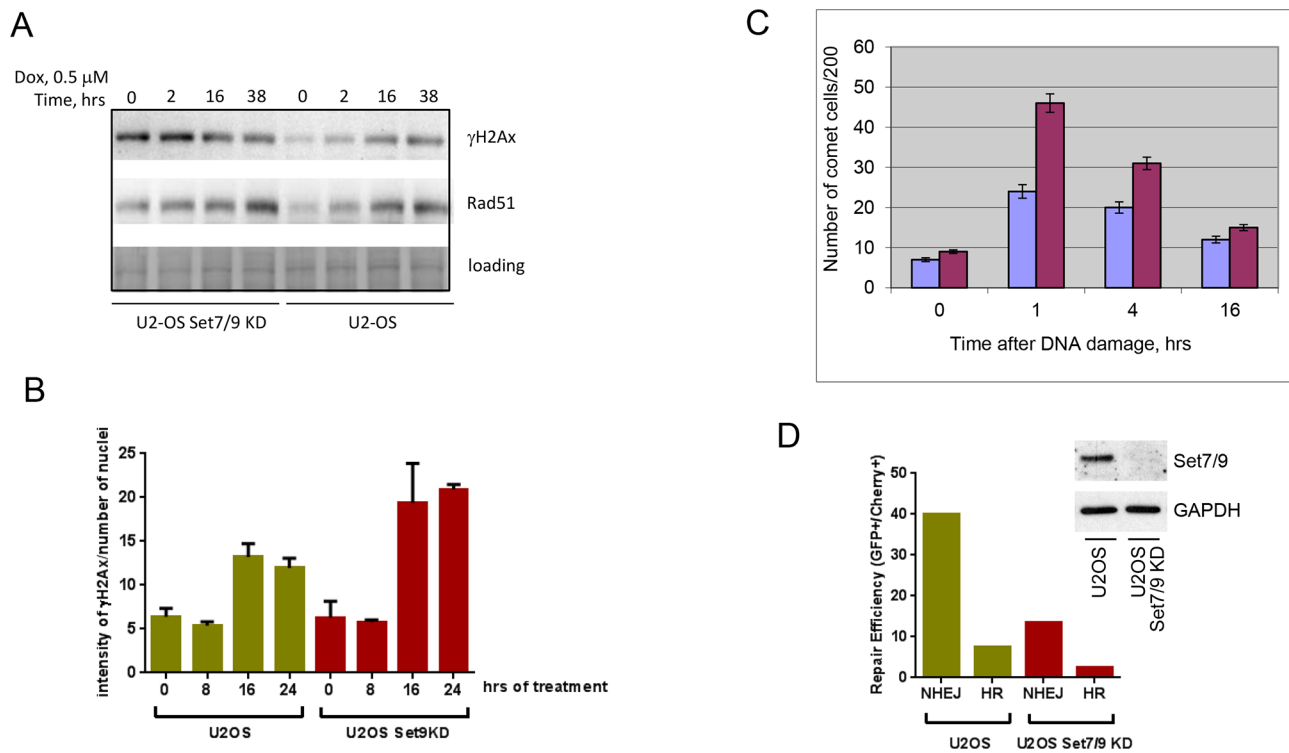 A
Dox, 0.5 μM
Time, hrs
0 2 16 38 0 2 16 38
γH2Ax
Rad51
loading
U2-OS Set7/9 KD
U2-OS
B
intensity of γH2Ax/number of nuclei
25
20
15
10
5
0
0 8 16 24 0 8 16 24
hrs of treatment
U2OS
U2OS Set9KD
C
Number of comet cells/200
60
50
40
30
20
10
0
0 1 4 16
Time after DNA damage, hrs
D
Repair Efficiency (GFP+/Cherry+)
50
40
30
20
10
0
NHEJ HR NHEJ HR
U2OS
U2OS Set7/9 KD
Set7/9
GAPDH
U2OS
U2OS
Set7/9 KD